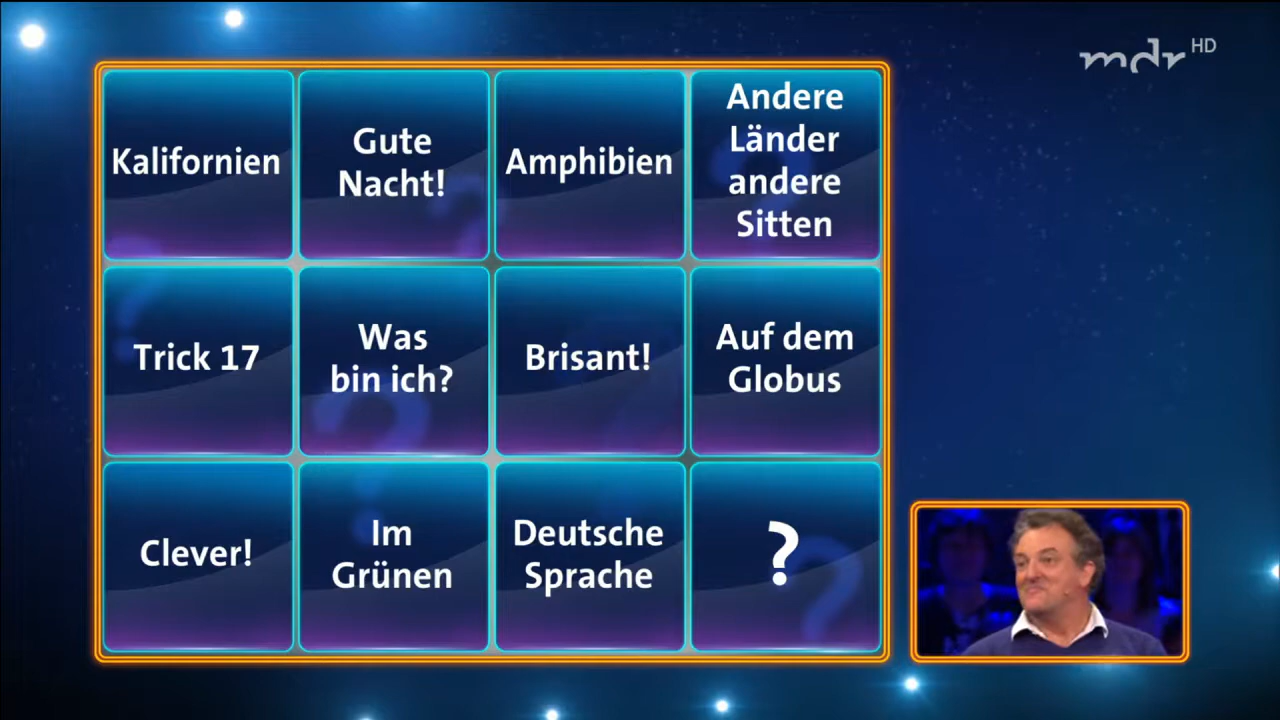 mdr HD
Kalifornien
Gute
Nacht!
Amphibien
Andere
Länder
andere
Sitten
Trick 17
Was
bin ich?
Brisant!
Auf dem
Globus
Clever!
Im
Grünen
Deutsche
Sprache
?